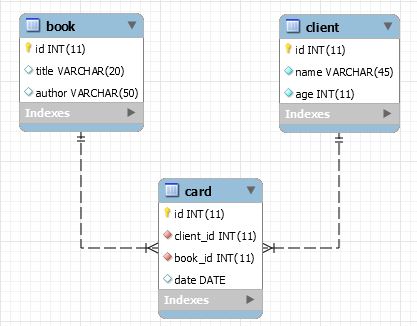 book
id INT(11)
title VARCHAR(20)
author VARCHAR(50)
Indexes
client
id INT(11)
name VARCHAR(45)
age INT(11)
Indexes
card
id INT(11)
client_id INT(11)
book_id INT(11)
date DATE
Indexes